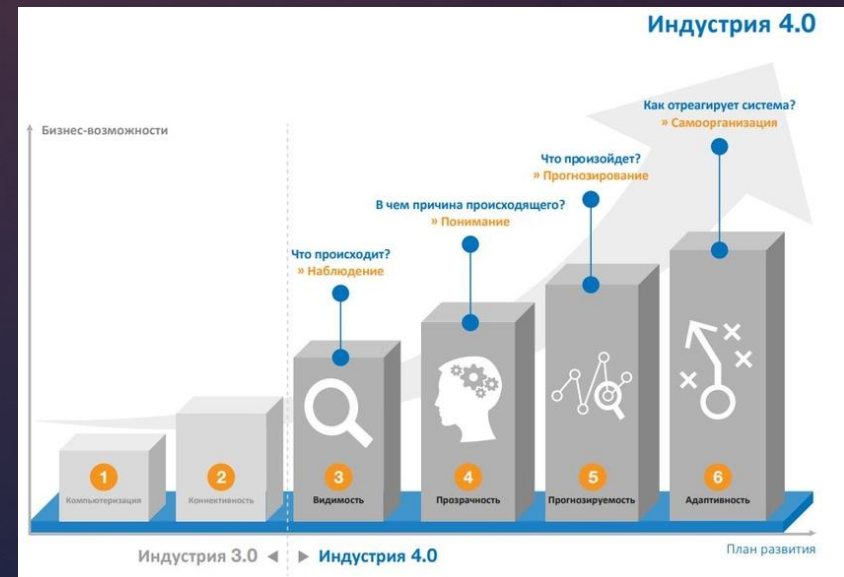 Индустрия 4.0
Бизнес-возможности
Как отреагирует система?
» Самоорганизация
Что произойдет?
» Прогнозирование
В чем причина происходящего?
» Понимание
Что происходит?
» Наблюдение
1
2
3
4
5
6
Компьютеризация
Коннективность
Видимость
Прозрачность
Прогнозируемость
Адаптивность
Индустрия 3.0 ◄ ► Индустрия 4.0
План развития